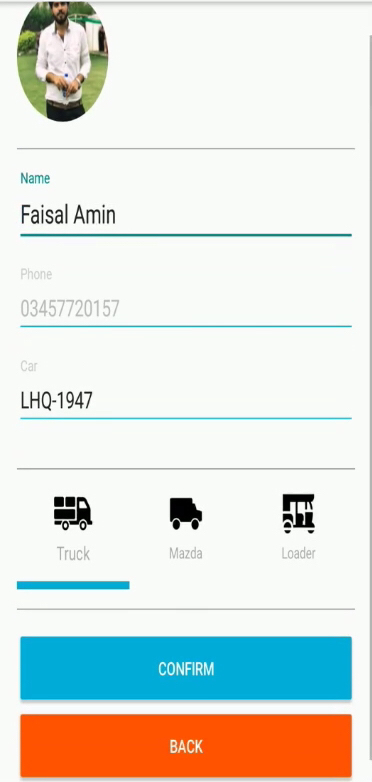 Name
Faisal Amin
Phone
03457720157
Car
LHQ-1947
Truck
Mazda
Loader
CONFIRM
BACK